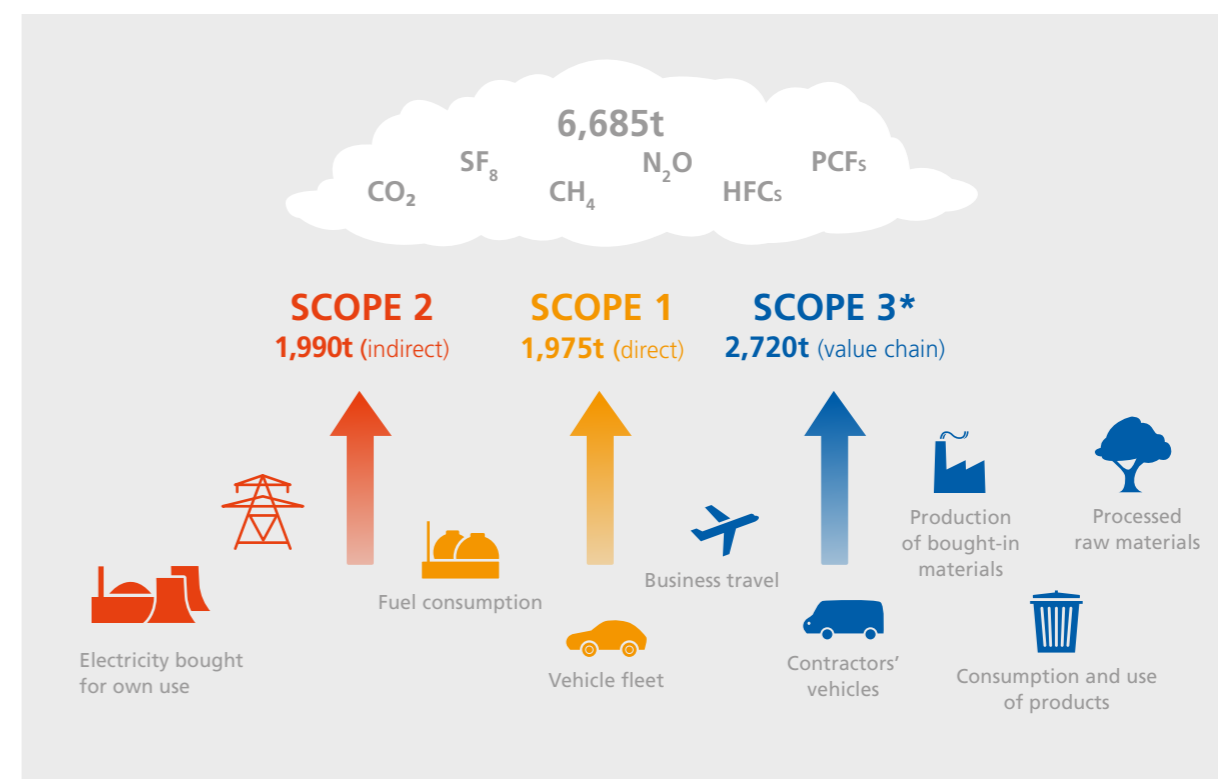 6,685t
CO₂
SF₈
CH₄
N₂O
HFCs
PCFs
SCOPE 2
1,990t (indirect)
SCOPE 1
1,975t (direct)
SCOPE 3*
2,720t (value chain)
Electricity bought
for own use
Fuel consumption
Vehicle fleet
Business travel
Contractors’
vehicles
Production
of bought-in
materials
Processed
raw materials
Consumption and use
of products